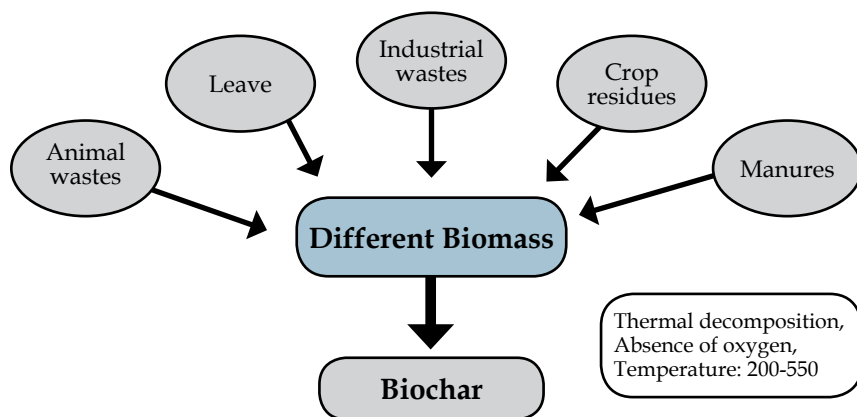 Industrial
wastes
Leave
Crop
residues
Animal
wastes
Manures
Different Biomass
Thermal decomposition,
Absence of oxygen,
Temperature: 200-550
Biochar